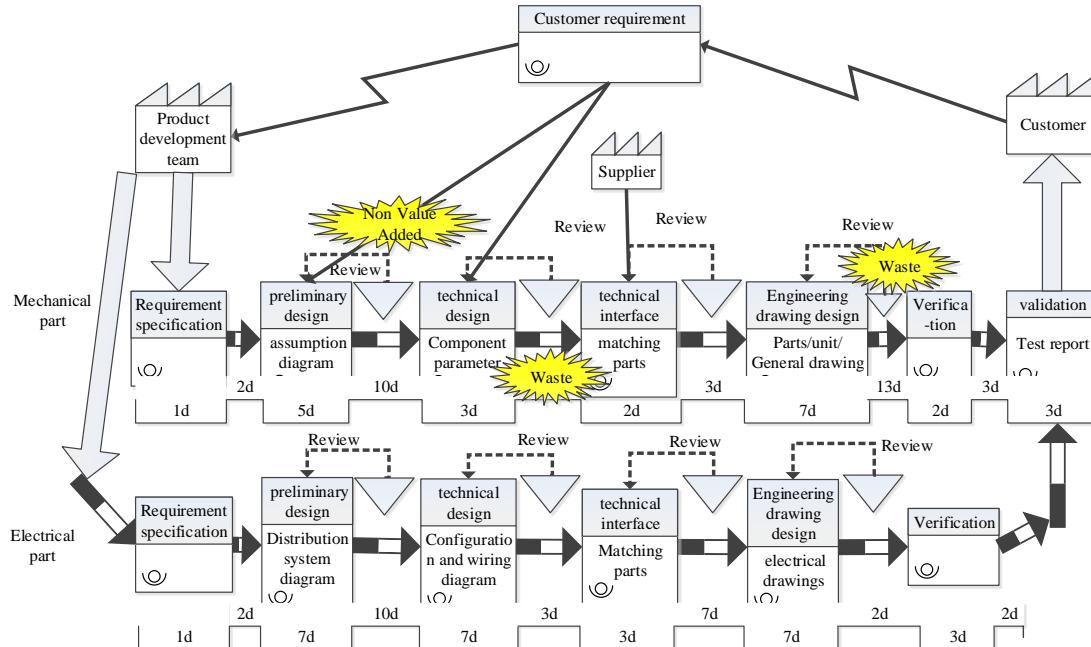 Customer requirement
Product
development
team
Customer
Supplier
Non Value
Added
Review
Review
Review
Review
Waste
Mechanical
part
Requirement
specification
preliminary
design
assumption
diagram
technical
design
Component
parameter
technical
interface
matching
parts
Engineering
drawing design
Parts/unit/
General drawing
Verifica
-tion
validation
Test report
Waste
2d
10d
3d
13d
3d
1d
5d
3d
2d
7d
2d
3d
Review
Review
Review
Review
Electrical
part
Requirement
specification
preliminary
design
Distribution
system
diagram
technical
design
Configuratio
n and wiring
diagram
technical
interface
Matching
parts
Engineering
drawing
design
electrical
drawings
Verification
2d
10d
3d
7d
2d
2d
1d
7d
7d
3d
7d
3d